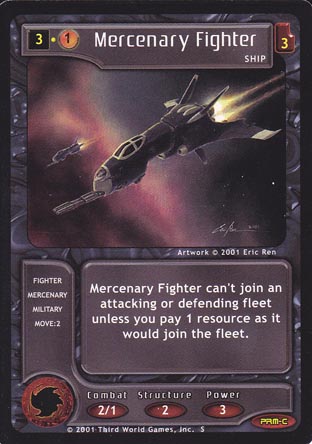 3 • 1 Mercenary Fighter 3
SHIP
Artwork © 2001 Eric Ren
FIGHTER
MERCENARY
MILITARY
MOVE:2
Mercenary Fighter can't join an
attacking or defending fleet
unless you pay 1 resource as it
would join the fleet.
Combat Structure Power
2/1 2 3 PRM-C
© 2001 Third World Games, Inc. S